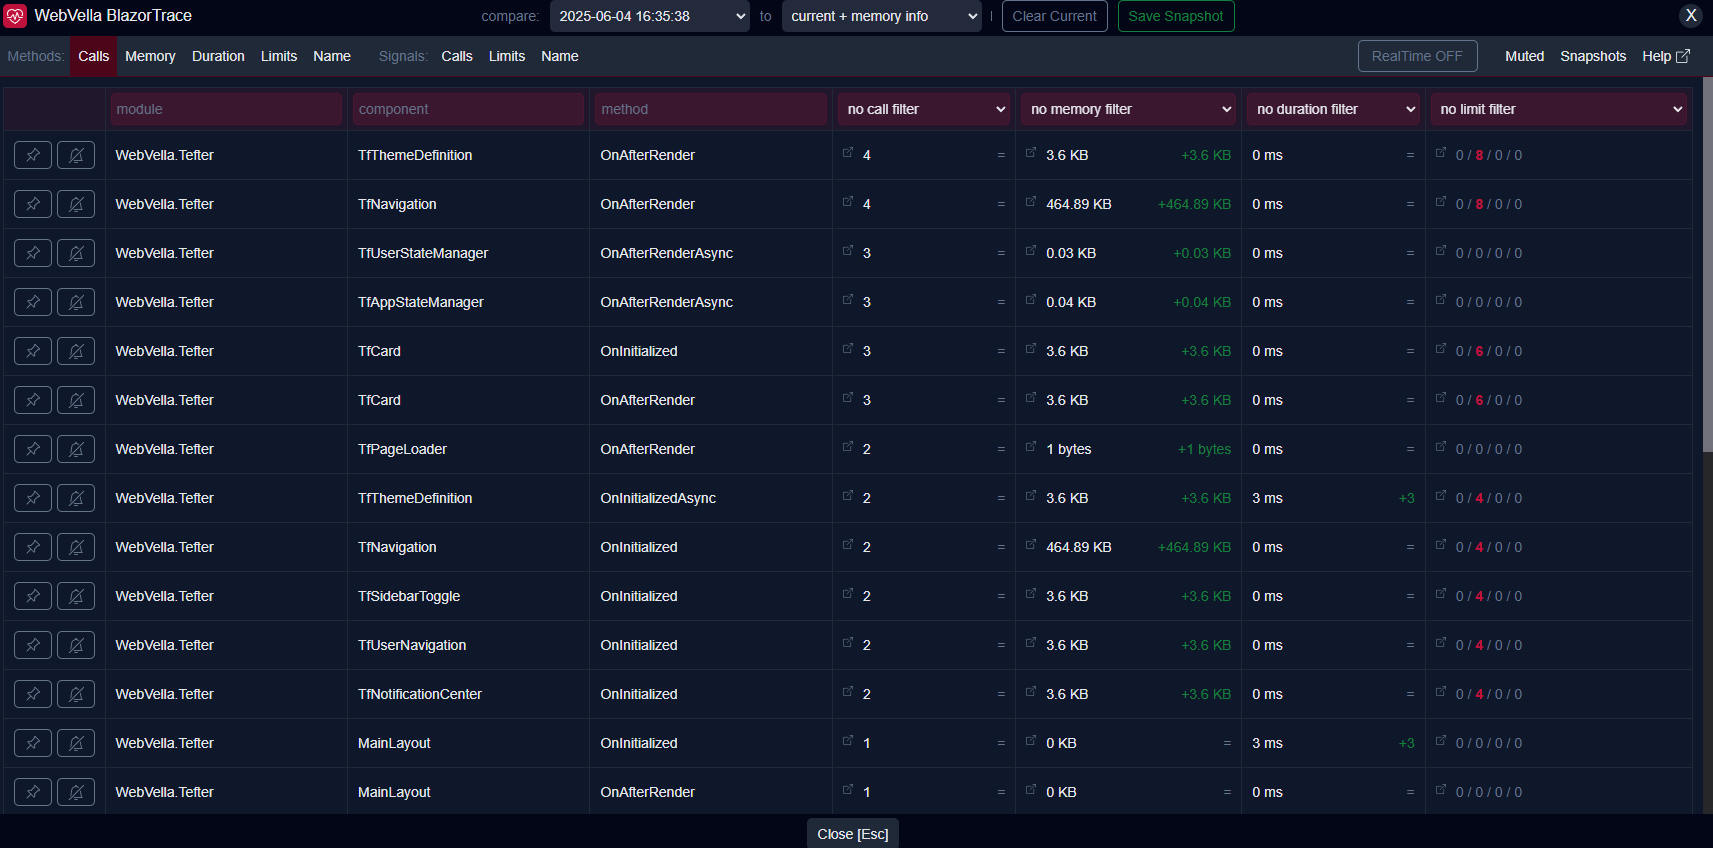 WebVella BlazorTrace compare: 2025-06-04 16:35:38 to current + memory info | Clear Current Save Snapshot X
Methods: Calls Memory Duration Limits Name Signals: Calls Limits Name RealTime OFF Muted Snapshots Help
module component method no call filter no memory filter no duration filter no limit filter
WebVella.Tefter TfThemeDefinition OnAfterRender 4 = 3.6 KB +3.6 KB 0 ms = 0 / 8 / 0 / 0
WebVella.Tefter TfNavigation OnAfterRender 4 = 464.89 KB +464.89 KB 0 ms = 0 / 8 / 0 / 0
WebVella.Tefter TfUserStateManager OnAfterRenderAsync 3 = 0.03 KB +0.03 KB 0 ms = 0 / 0 / 0 / 0
WebVella.Tefter TfAppStateManager OnAfterRenderAsync 3 = 0.04 KB +0.04 KB 0 ms = 0 / 0 / 0 / 0
WebVella.Tefter TfCard OnInitialized 3 = 3.6 KB +3.6 KB 0 ms = 0 / 6 / 0 / 0
WebVella.Tefter TfCard OnAfterRender 3 = 3.6 KB +3.6 KB 0 ms = 0 / 6 / 0 / 0
WebVella.Tefter TfPageLoader OnAfterRender 2 = 1 bytes +1 bytes 0 ms = 0 / 0 / 0 / 0
WebVella.Tefter TfThemeDefinition OnInitializedAsync 2 = 3.6 KB +3.6 KB 3 ms +3 0 / 4 / 0 / 0
WebVella.Tefter TfNavigation OnInitialized 2 = 464.89 KB +464.89 KB 0 ms = 0 / 4 / 0 / 0
WebVella.Tefter TfSidebarToggle OnInitialized 2 = 3.6 KB +3.6 KB 0 ms = 0 / 4 / 0 / 0
WebVella.Tefter TfUserNavigation OnInitialized 2 = 3.6 KB +3.6 KB 0 ms = 0 / 4 / 0 / 0
WebVella.Tefter TfNotificationCenter OnInitialized 2 = 3.6 KB +3.6 KB 0 ms = 0 / 4 / 0 / 0
WebVella.Tefter MainLayout OnInitialized 1 = 0 KB = 3 ms +3 0 / 0 / 0 / 0
WebVella.Tefter MainLayout OnAfterRender 1 = 0 KB = 0 ms = 0 / 0 / 0 / 0
Close [Esc]